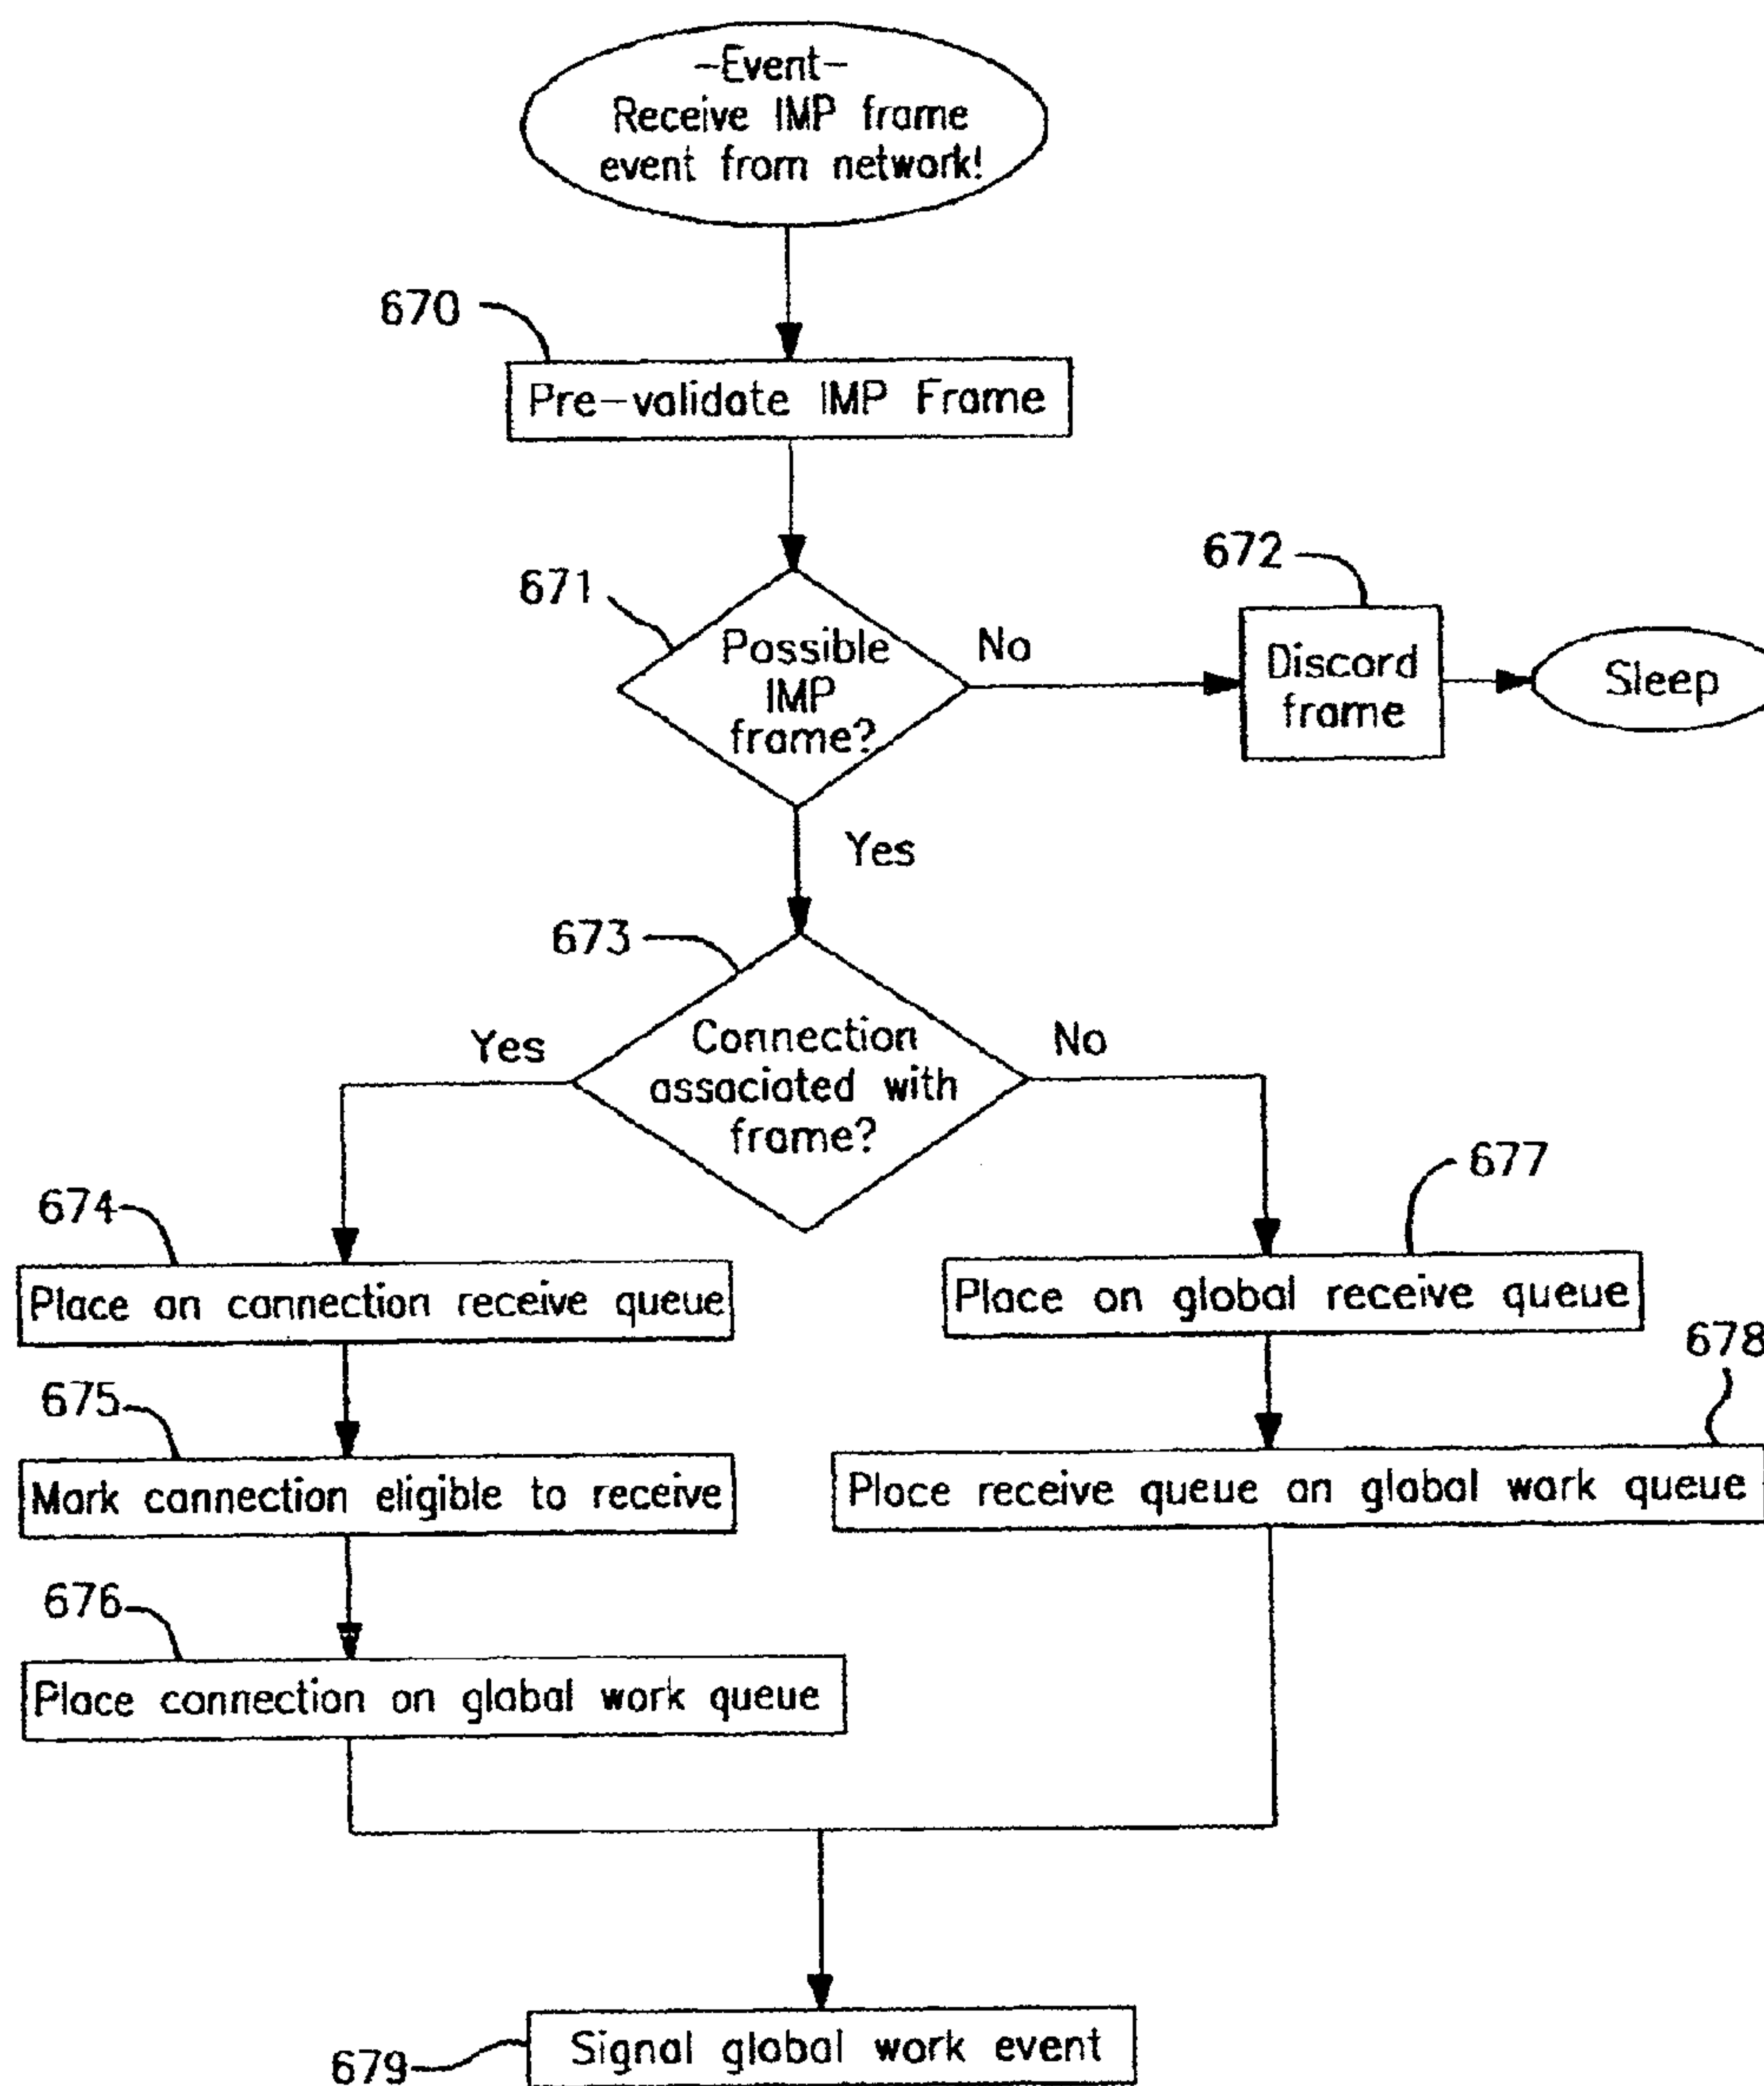 -Event-
Receive IMP frame
event from network!
670
Pre-validate IMP Frame
671
Possible
IMP
frame?
No
672
Discard
frame
Sleep
Yes
673
Connection
associated with
frame?
Yes
No
674
Place on connection receive queue
677
Place on global receive queue
675
Mark connection eligible to receive
678
Place receive queue on global work queue
676
Place connection on global work queue
679
Signal global work event